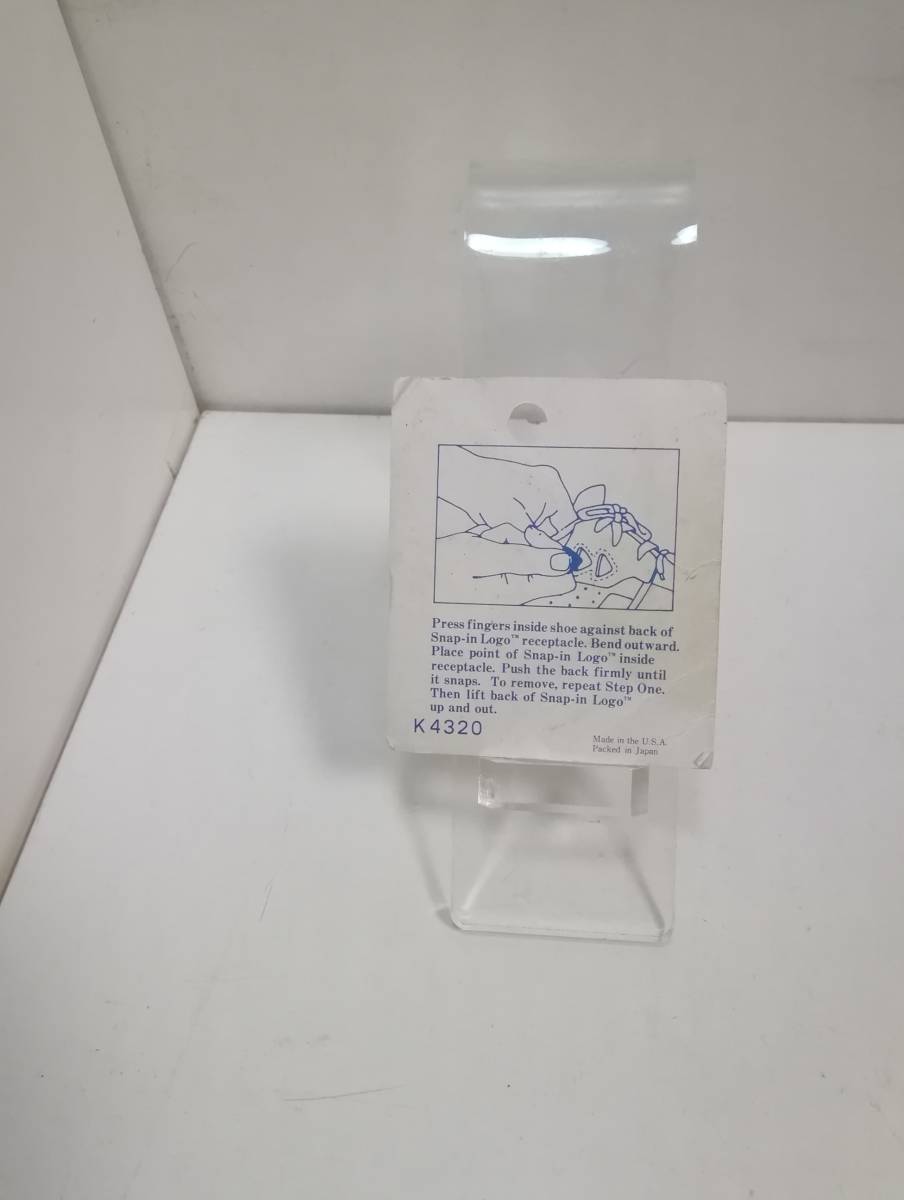 Press fingers inside shoe against back of
Snap-in Logo™ receptacle. Bend outward.
Place point of Snap-in Logo™ inside
receptacle. Push the back firmly until
it snaps. To remove, repeat Step One.
Then lift back of Snap-in Logo™
up and out.
K4320
Made in the U.S.A.
Packed in Japan